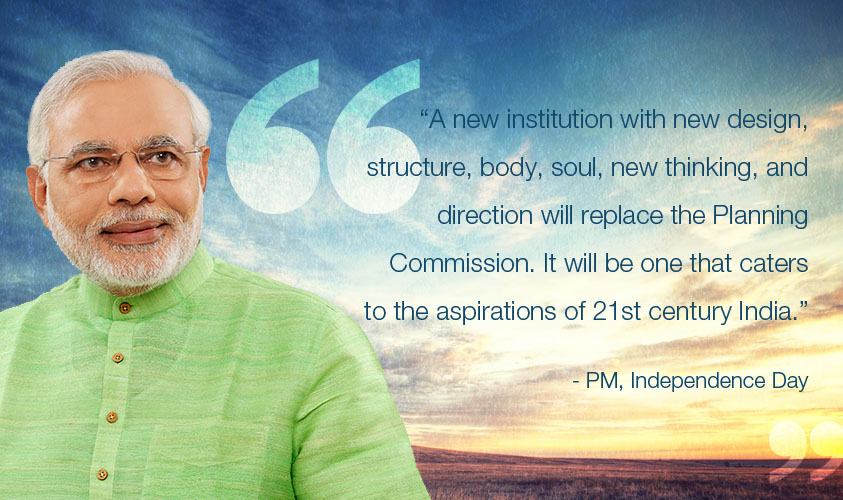 “A new institution with new design,
structure, body, soul, new thinking, and
direction will replace the Planning
Commission. It will be one that caters
to the aspirations of 21st century India.”
- PM, Independence Day